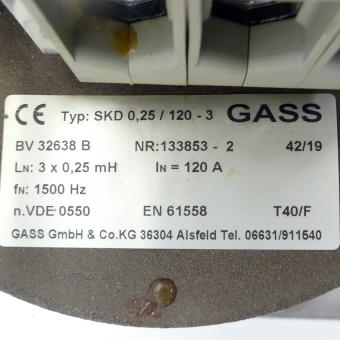 CE Typ: SKD 0,25 / 120 - 3 GASS
BV 32638 B NR:133853 - 2 42/19
LN: 3 x 0,25 mH IN = 120 A
fN: 1500 Hz
n.VDE 0550 EN 61558 T40/F
GASS GmbH & Co.KG 36304 Alsfeld Tel. 06631/911540